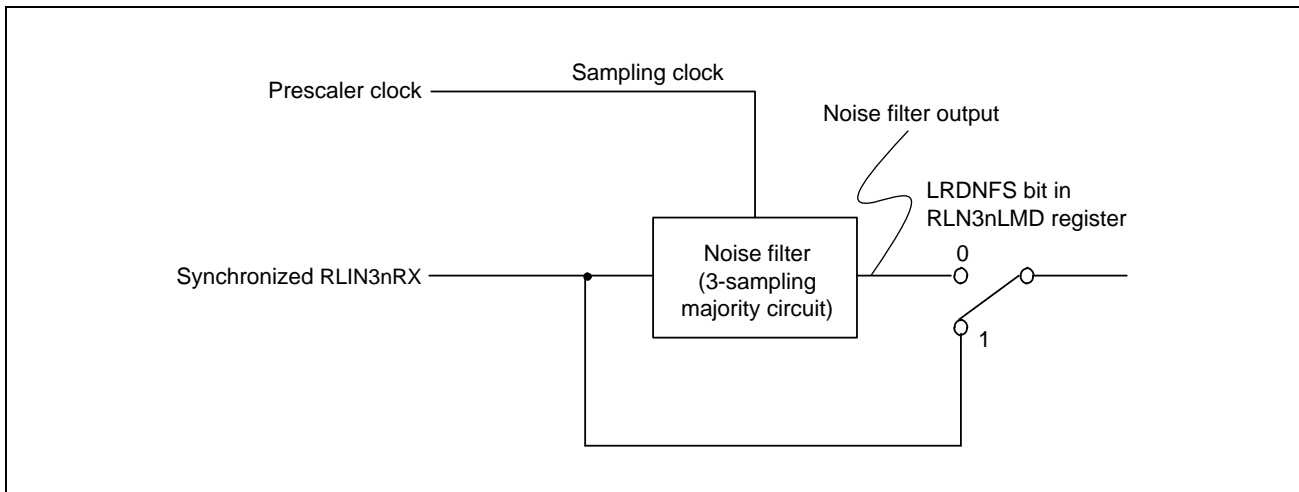 Sampling clock
Prescaler clock
Noise filter output
LRDNFS bit in
RLN3nLMD register
Noise filter
(3-sampling
majority circuit)
0
Synchronized RLIN3nRX
1